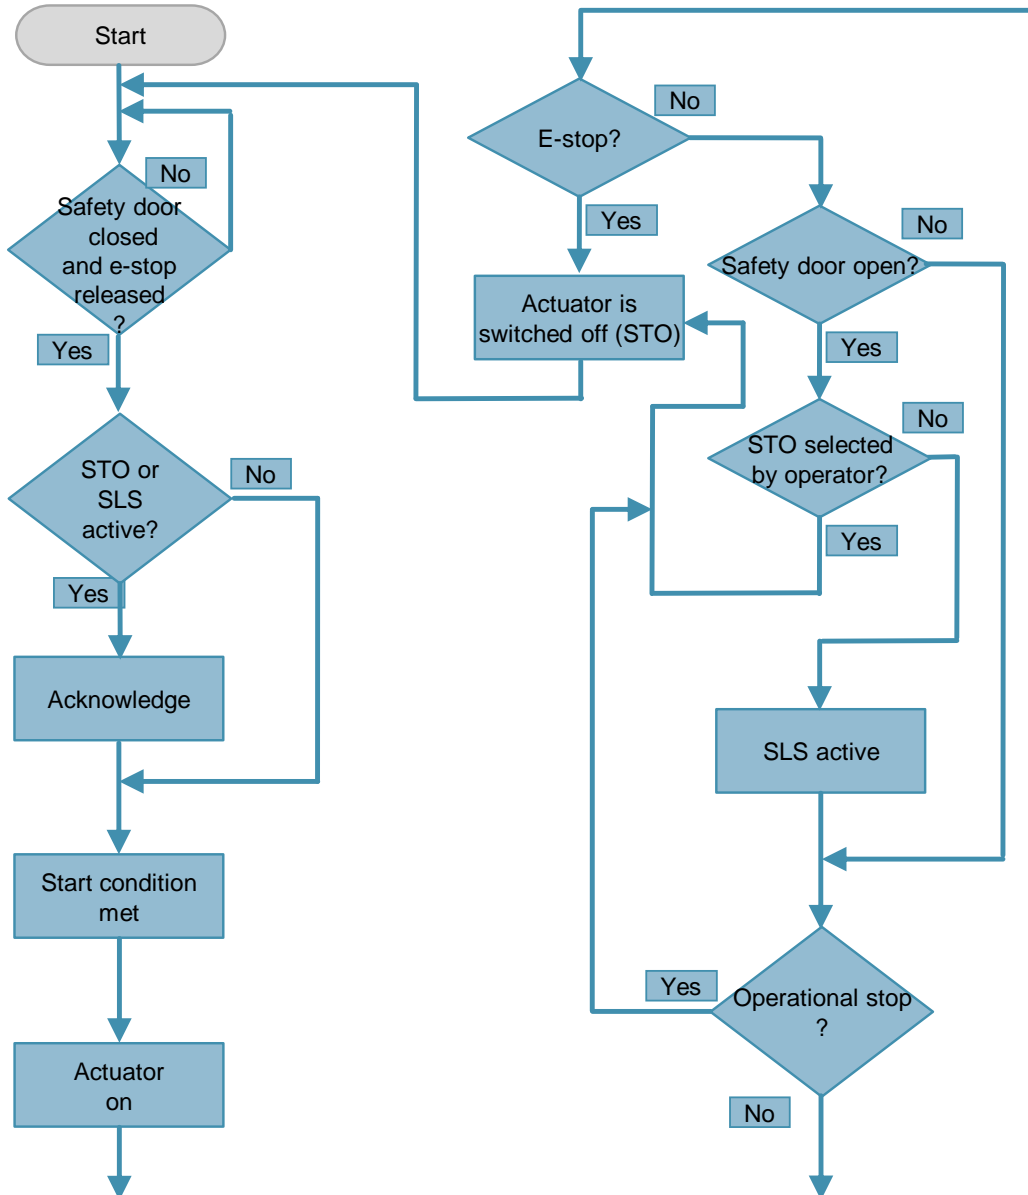 Start
No
Safety door
closed
and e-stop
released
?
Yes
STO or
SLS
active?
No
Yes
Acknowledge
Start condition
met
Actuator
on
E-stop?
No
Yes
Actuator is
switched off (STO)
Safety door open?
No
Yes
STO selected
by operator?
No
Yes
SLS active
Operational stop
?
Yes
No